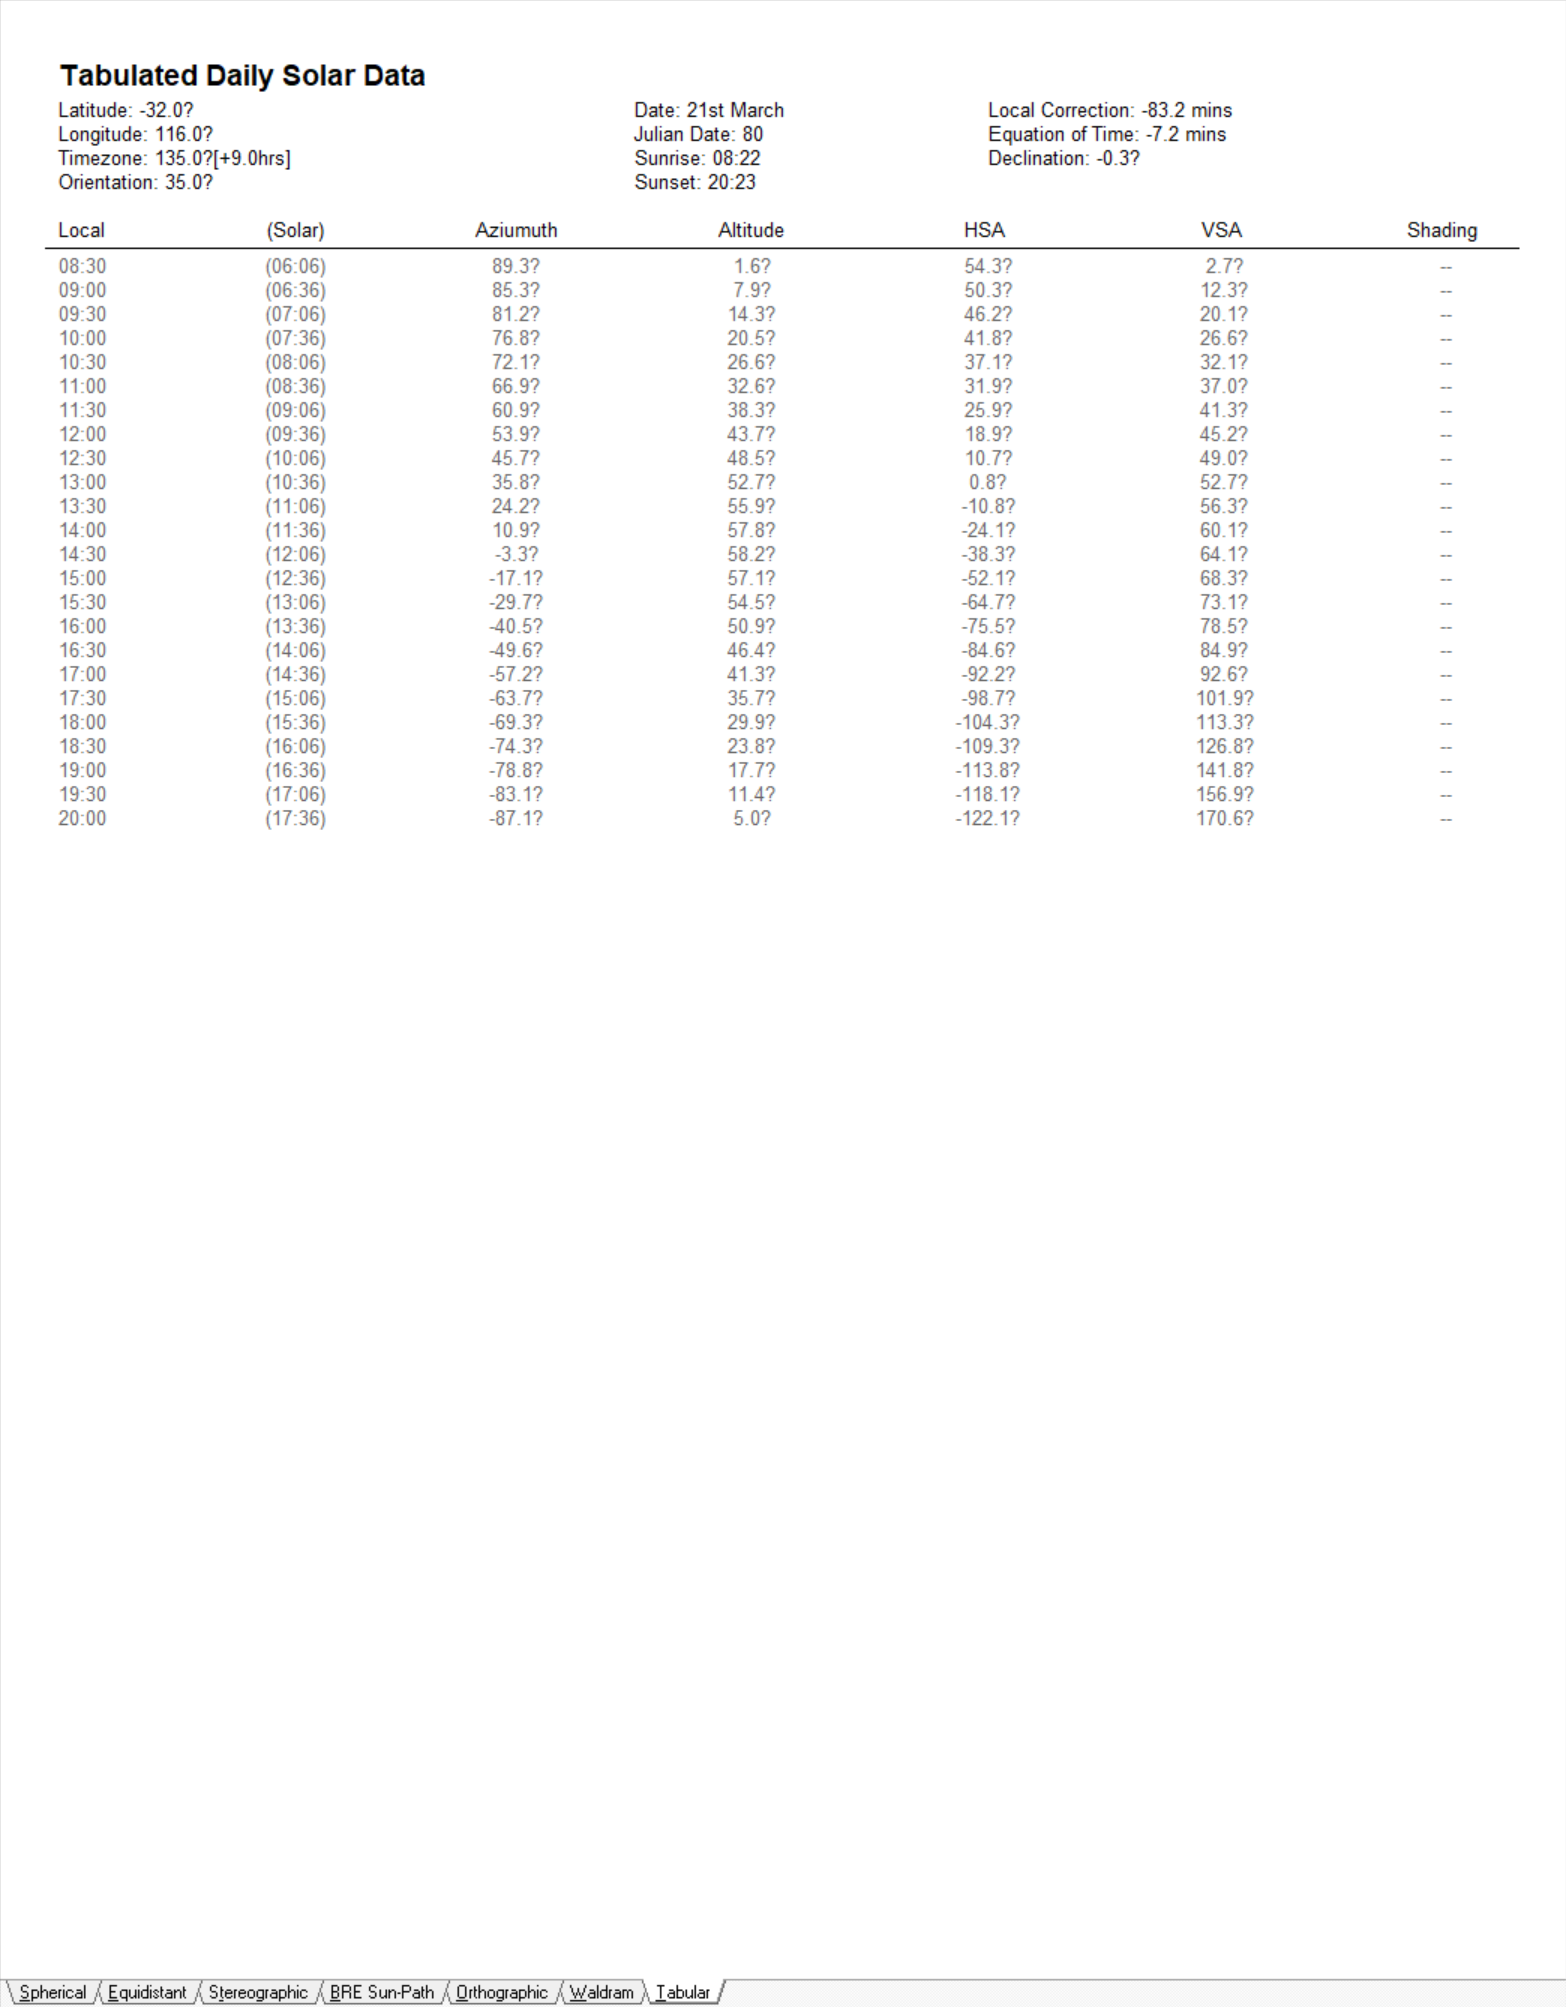 Tabulated Daily Solar Data
Latitude: -32.0? Date: 21st March Local Correction: -83.2 mins
Longitude: 116.0? Julian Date: 80 Equation of Time: -7.2 mins
Timezone: 135.0?[+9.0hrs] Sunrise: 08:22 Declination: -0.3?
Orientation: 35.0? Sunset: 20:23
Local (Solar) Aziumuth Altitude HSA VSA Shading
08:30 (06:06) 89.3? 1.6? 54.3? 2.7? --
09:00 (06:36) 85.3? 7.9? 50.3? 12.3? --
09:30 (07:06) 81.2? 14.3? 46.2? 20.1? --
10:00 (07:36) 76.8? 20.5? 41.8? 26.6? --
10:30 (08:06) 72.1? 26.6? 37.1? 32.1? --
11:00 (08:36) 66.9? 32.6? 31.9? 37.0? --
11:30 (09:06) 60.9? 38.3? 25.9? 41.3? --
12:00 (09:36) 53.9? 43.7? 18.9? 45.2? --
12:30 (10:06) 45.7? 48.5? 10.7? 49.0? --
13:00 (10:36) 35.8? 52.7? 0.8? 52.7? --
13:30 (11:06) 24.2? 55.9? -10.8? 56.3? --
14:00 (11:36) 10.9? 57.8? -24.1? 60.1? --
14:30 (12:06) -3.3? 58.2? -38.3? 64.1? --
15:00 (12:36) -17.1? 57.1? -52.1? 68.3? --
15:30 (13:06) -29.7? 54.5? -64.7? 73.1? --
16:00 (13:36) -40.5? 50.9? -75.5? 78.5? --
16:30 (14:06) -49.6? 46.4? -84.6? 84.9? --
17:00 (14:36) -57.2? 41.3? -92.2? 92.6? --
17:30 (15:06) -63.7? 35.7? -98.7? 101.9? --
18:00 (15:36) -69.3? 29.9? -104.3? 113.3? --
18:30 (16:06) -74.3? 23.8? -109.3? 126.8? --
19:00 (16:36) -78.8? 17.7? -113.8? 141.8? --
19:30 (17:06) -83.1? 11.4? -118.1? 156.9? --
20:00 (17:36) -87.1? 5.0? -122.1? 170.6? --
Spherical Equidistant Stereographic BRE Sun-Path Orthographic Waldram Tabular